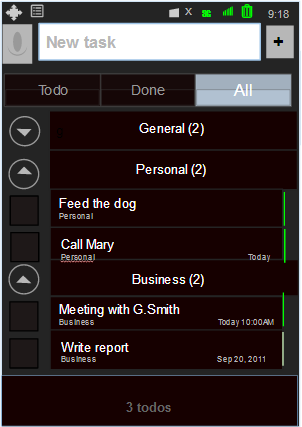 9:18
New task
+
Todo Done All
General (2)
Personal (2)
Feed the dog
Personal
Call Mary
Personal Today
Business (2)
Meeting with G.Smith
Business Today 10:00AM
Write report
Business Sep 20, 2011
3 todos